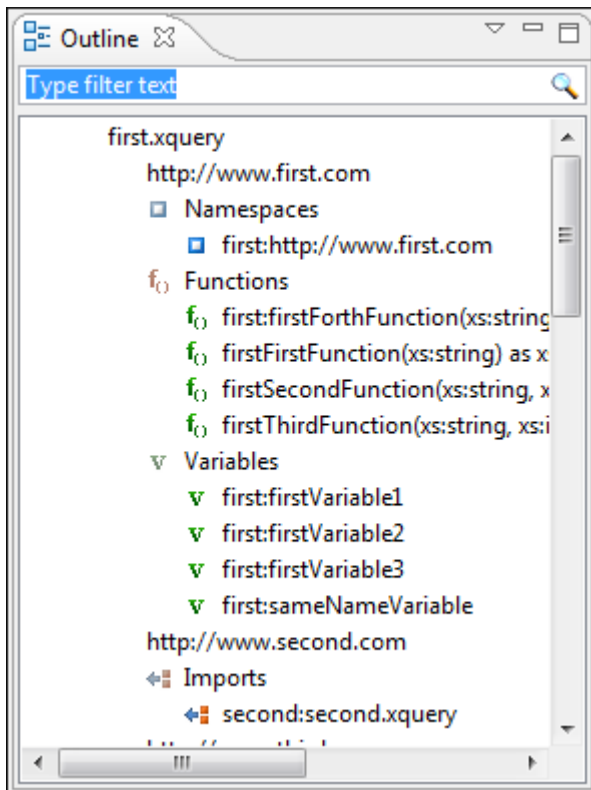 Outline
Type filter text
first.xquery
http://www.first.com
Namespaces
first:http://www.first.com
f() Functions
f() first:firstForthFunction(xs:string
f() firstFirstFunction(xs:string) as x
f() firstSecondFunction(xs:string, x
f() firstThirdFunction(xs:string, xs:i
v Variables
v first:firstVariable1
v first:firstVariable2
v first:firstVariable3
v first:sameNameVariable
http://www.second.com
Imports
second:second.xquery